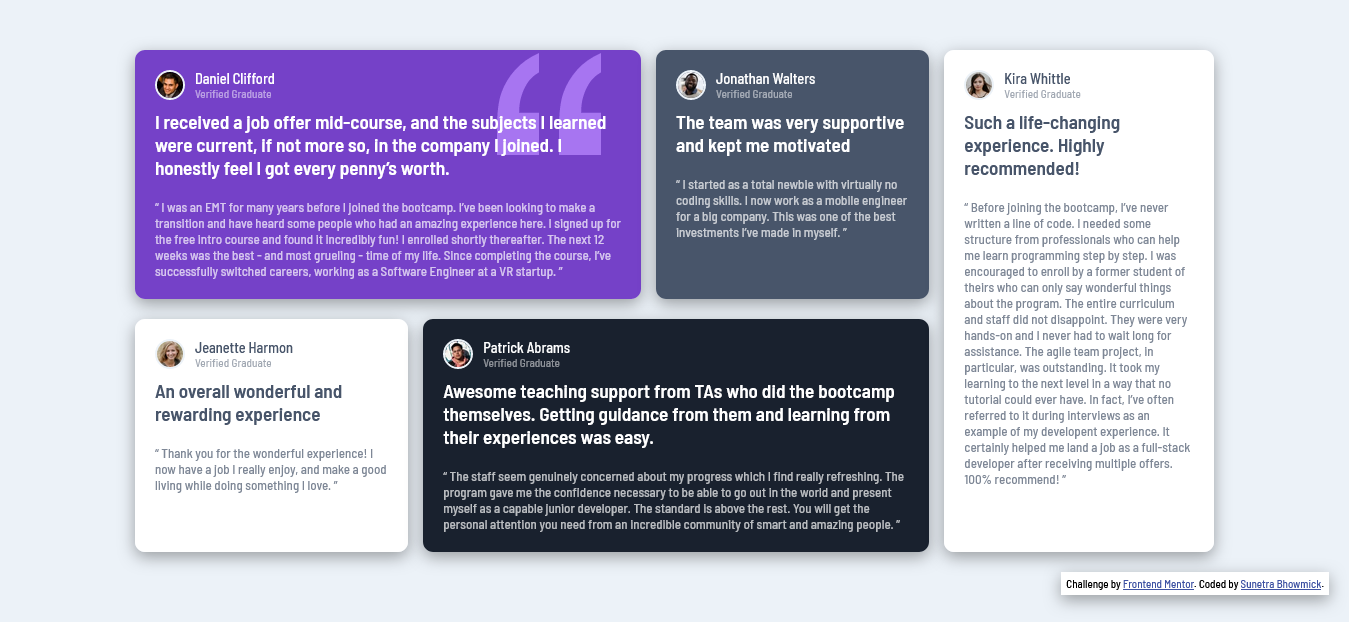 Daniel Clifford
Verified Graduate
I received a job offer mid-course, and the subjects I learned
were current, if not more so, in the company I joined. I
honestly feel I got every penny’s worth.
“ I was an EMT for many years before I joined the bootcamp. I’ve been looking to make a
transition and have heard some people who had an amazing experience here. I signed up for
the free intro course and found it incredibly fun! I enrolled shortly thereafter. The next 12
weeks was the best - and most grueling - time of my life. Since completing the course, I’ve
successfully switched careers, working as a Software Engineer at a VR startup. ”
Jonathan Walters
Verified Graduate
The team was very supportive
and kept me motivated
“ I started as a total newbie with virtually no
coding skills. I now work as a mobile engineer
for a big company. This was one of the best
investments I’ve made in myself. ”
Kira Whittle
Verified Graduate
Such a life-changing
experience. Highly
recommended!
“ Before joining the bootcamp, I’ve never
written a line of code. I needed some
structure from professionals who can help
me learn programming step by step. I was
encouraged to enroll by a former student of
theirs who can only say wonderful things
about the program. The entire curriculum
and staff did not disappoint. They were very
hands-on and I never had to wait long for
assistance. The agile team project, in
particular, was outstanding. It took my
learning to the next level in a way that no
tutorial could ever have. In fact, I’ve often
referred to it during interviews as an
example of my developent experience. It
certainly helped me land a job as a full-stack
developer after receiving multiple offers.
100% recommend! ”
Jeanette Harmon
Verified Graduate
An overall wonderful and
rewarding experience
“ Thank you for the wonderful experience! I
now have a job I really enjoy, and make a good
living while doing something I love. ”
Patrick Abrams
Verified Graduate
Awesome teaching support from TAs who did the bootcamp
themselves. Getting guidance from them and learning from
their experiences was easy.
“ The staff seem genuinely concerned about my progress which I find really refreshing. The
program gave me the confidence necessary to be able to go out in the world and present
myself as a capable junior developer. The standard is above the rest. You will get the
personal attention you need from an incredible community of smart and amazing people. ”
Challenge by Frontend Mentor. Coded by Sunetra Bhowmick.